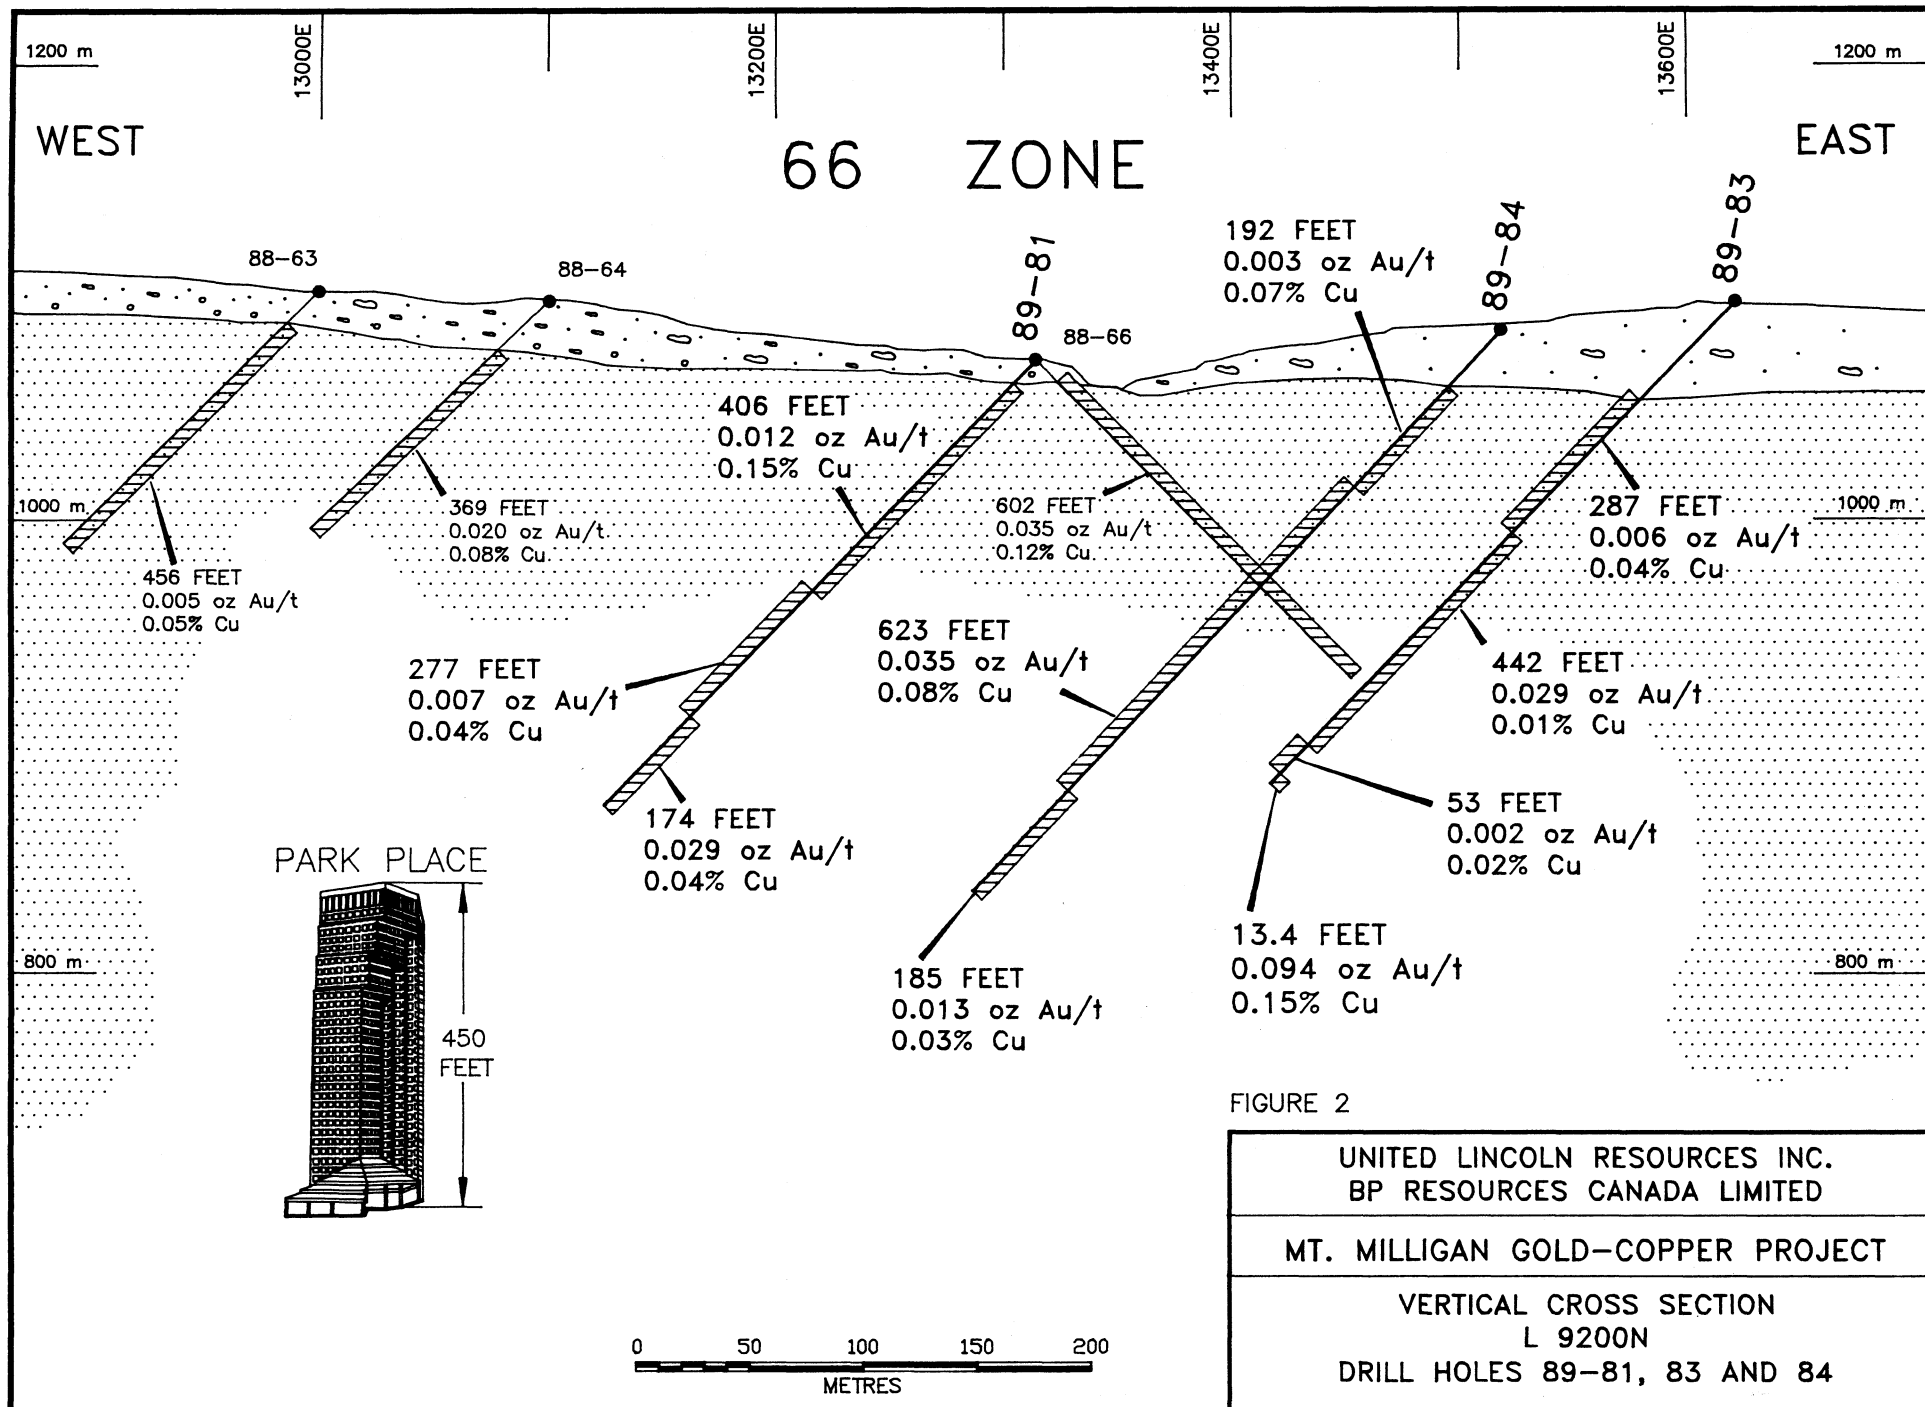 13000E
13200E
13400E
13600E
1200 m
1200 m
WEST
66 ZONE
EAST
88-63
88-64
89-81
88-66
89-84
89-83
192 FEET
0.003 oz Au/t
0.07% Cu
406 FEET
0.012 oz Au/t
0.15% Cu
1000 m
369 FEET
0.020 oz Au/t
0.08% Cu
602 FEET
0.035 oz Au/t
0.12% Cu
287 FEET
0.006 oz Au/t
0.04% Cu
1000 m
456 FEET
0.005 oz Au/t
0.05% Cu
277 FEET
0.007 oz Au/t
0.04% Cu
623 FEET
0.035 oz Au/t
0.08% Cu
442 FEET
0.029 oz Au/t
0.01% Cu
174 FEET
0.029 oz Au/t
0.04% Cu
53 FEET
0.002 oz Au/t
0.02% Cu
PARK PLACE
450
FEET
800 m
185 FEET
0.013 oz Au/t
0.03% Cu
13.4 FEET
0.094 oz Au/t
0.15% Cu
800 m
FIGURE 2
UNITED LINCOLN RESOURCES INC.
BP RESOURCES CANADA LIMITED
MT. MILLIGAN GOLD-COPPER PROJECT
VERTICAL CROSS SECTION
L 9200N
DRILL HOLES 89-81, 83 AND 84
0 50 100 150 200
METRES